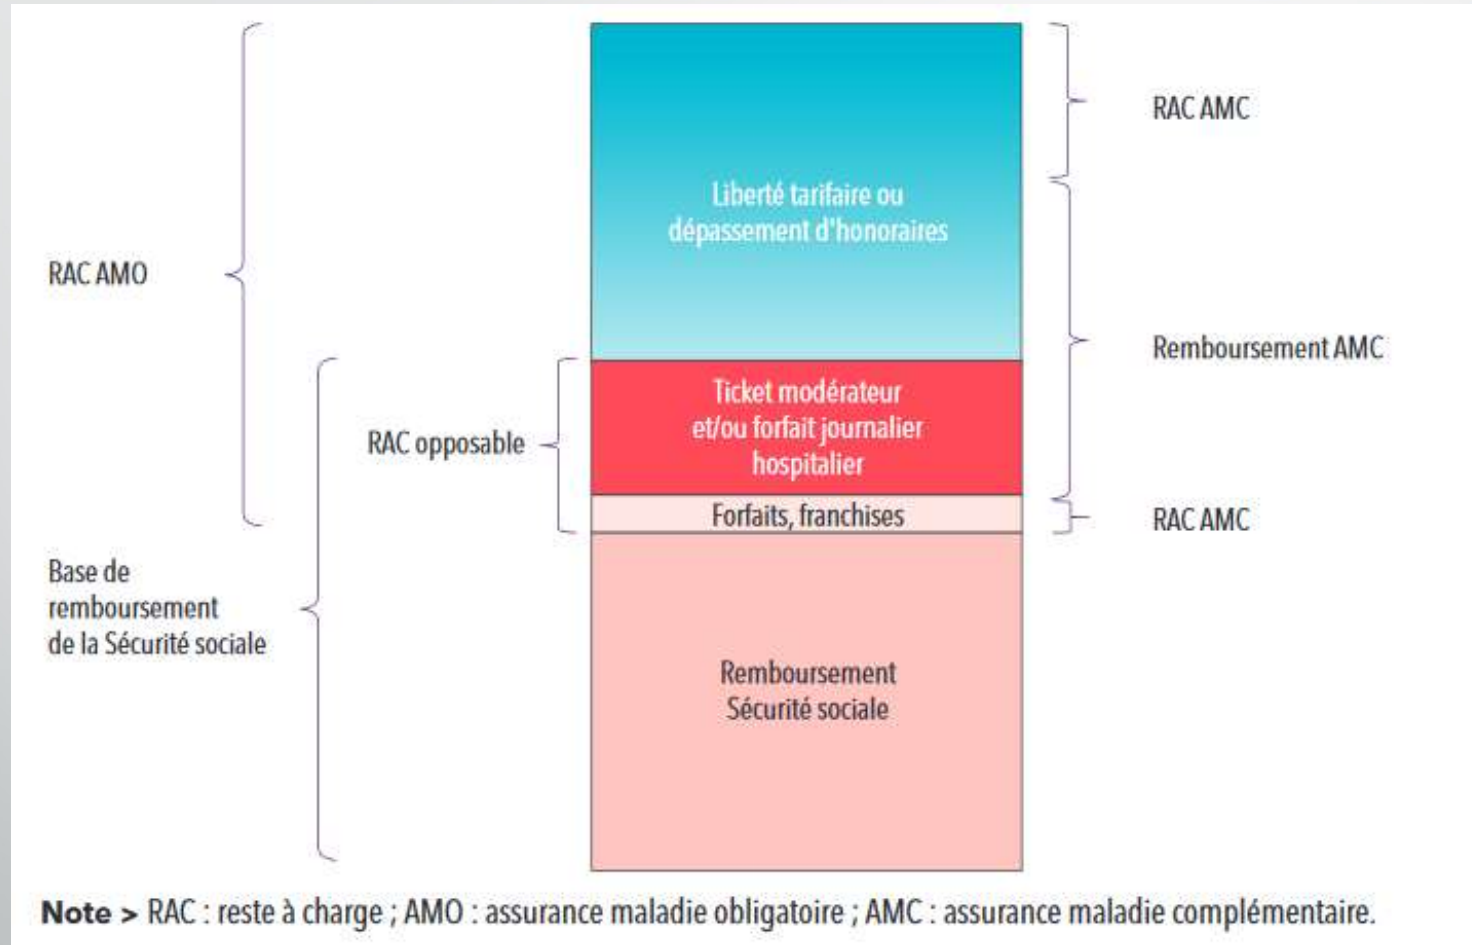 RAC AMC
Liberté tarifaire ou
dépassement d'honoraires
RAC AMO
Remboursement AMC
Ticket modérateur
et/ou forfait journalier
hospitalier
RAC opposable
Forfaits, franchises
RAC AMC
Base de
remboursement
de la Sécurité sociale
Remboursement
Sécurité sociale
Note > RAC : reste à charge ; AMO : assurance maladie obligatoire ; AMC : assurance maladie complémentaire.